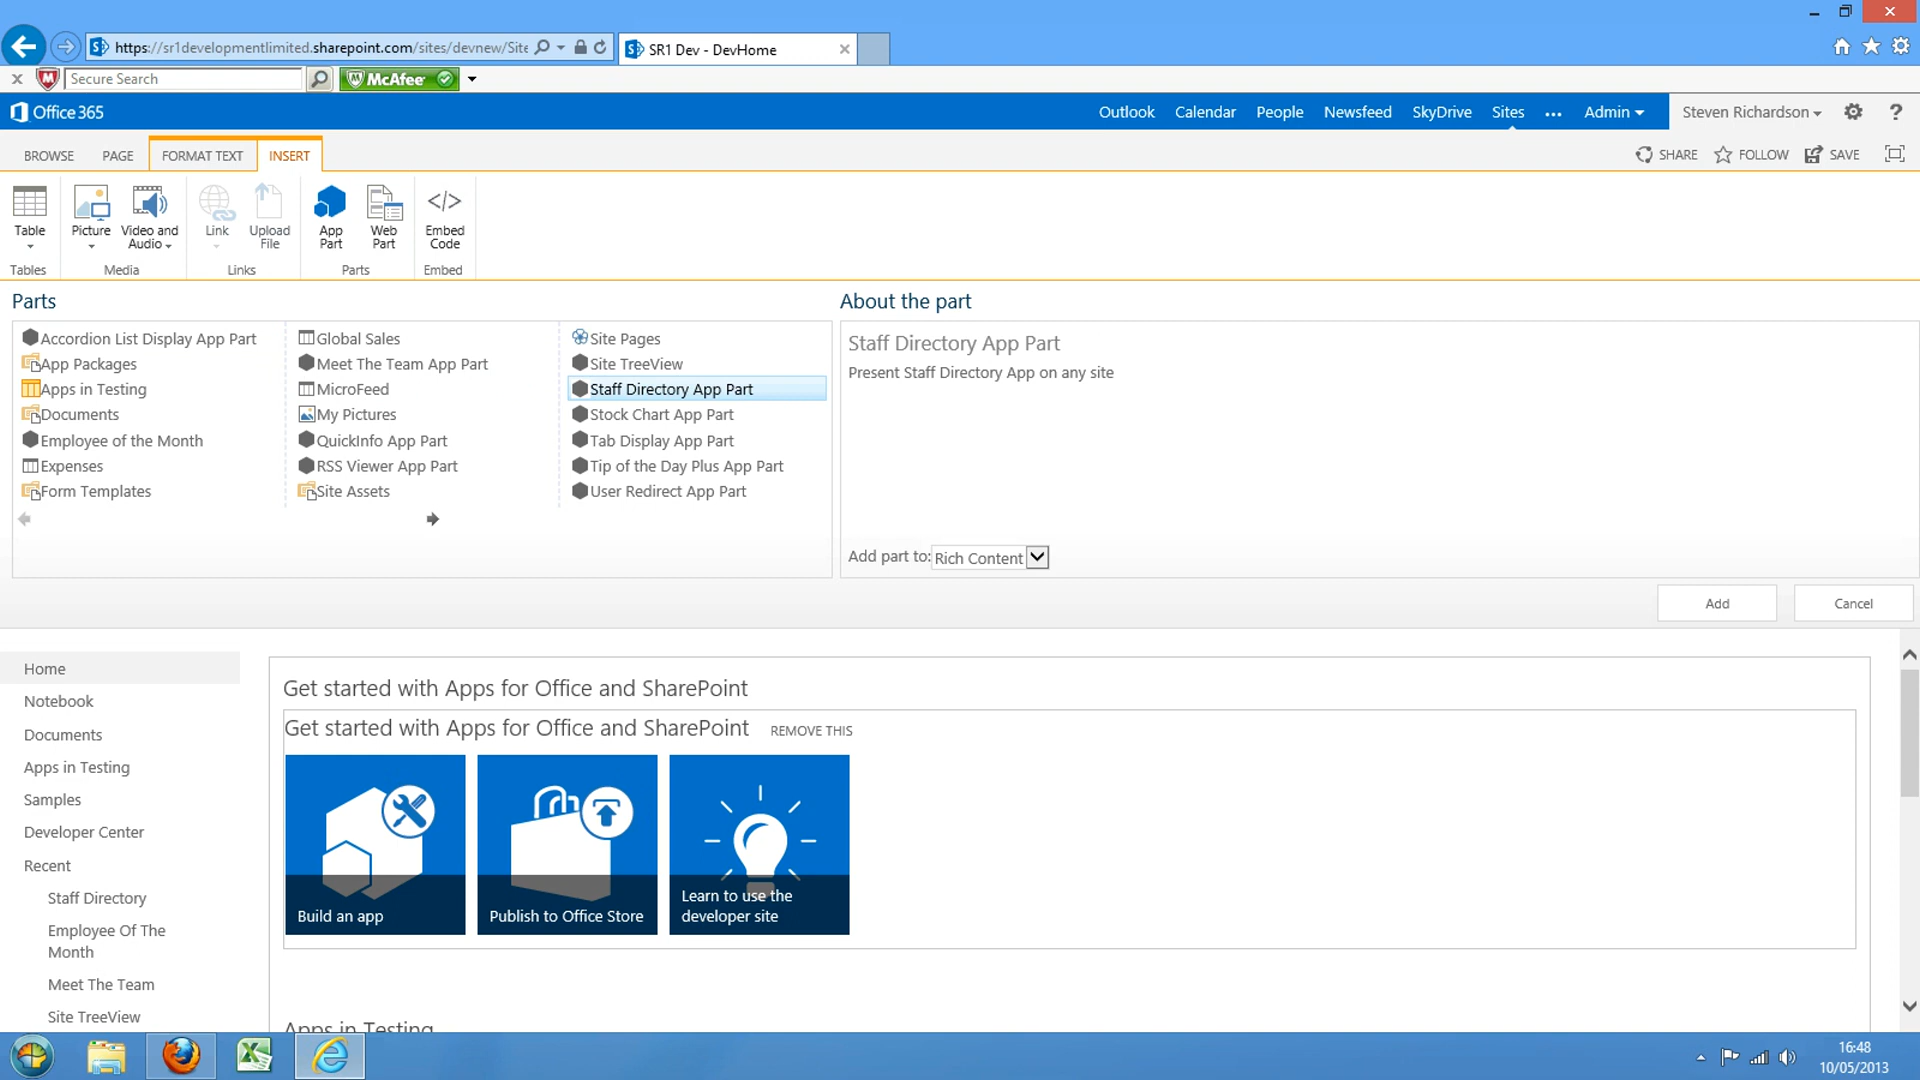 https://sr1developmentlimited.sharepoint.com/sites/devnew/Site
SR1 Dev - DevHome
Secure Search
McAfee
Office 365
Outlook Calendar People Newsfeed SkyDrive Sites ... Admin Steven Richardson ?
BROWSE PAGE FORMAT TEXT INSERT
SHARE FOLLOW SAVE
Table
Picture
Video and Audio
Link
Upload File
App Part
Web Part
Embed Code
Tables Media Links Parts Embed
Parts
Accordion List Display App Part
App Packages
Apps in Testing
Documents
Employee of the Month
Expenses
Form Templates
Global Sales
Meet The Team App Part
MicroFeed
My Pictures
QuickInfo App Part
RSS Viewer App Part
Site Assets
Site Pages
Site TreeView
Staff Directory App Part
Stock Chart App Part
Tab Display App Part
Tip of the Day Plus App Part
User Redirect App Part
About the part
Staff Directory App Part
Present Staff Directory App on any site
Add part to: Rich Content
Add Cancel
Home
Notebook
Documents
Apps in Testing
Samples
Developer Center
Recent
Staff Directory
Employee Of The
Month
Meet The Team
Site TreeView
Get started with Apps for Office and SharePoint
Get started with Apps for Office and SharePoint REMOVE THIS
Build an app
Publish to Office Store
Learn to use the
developer site
Apps in Testing
16:48
10/05/2013